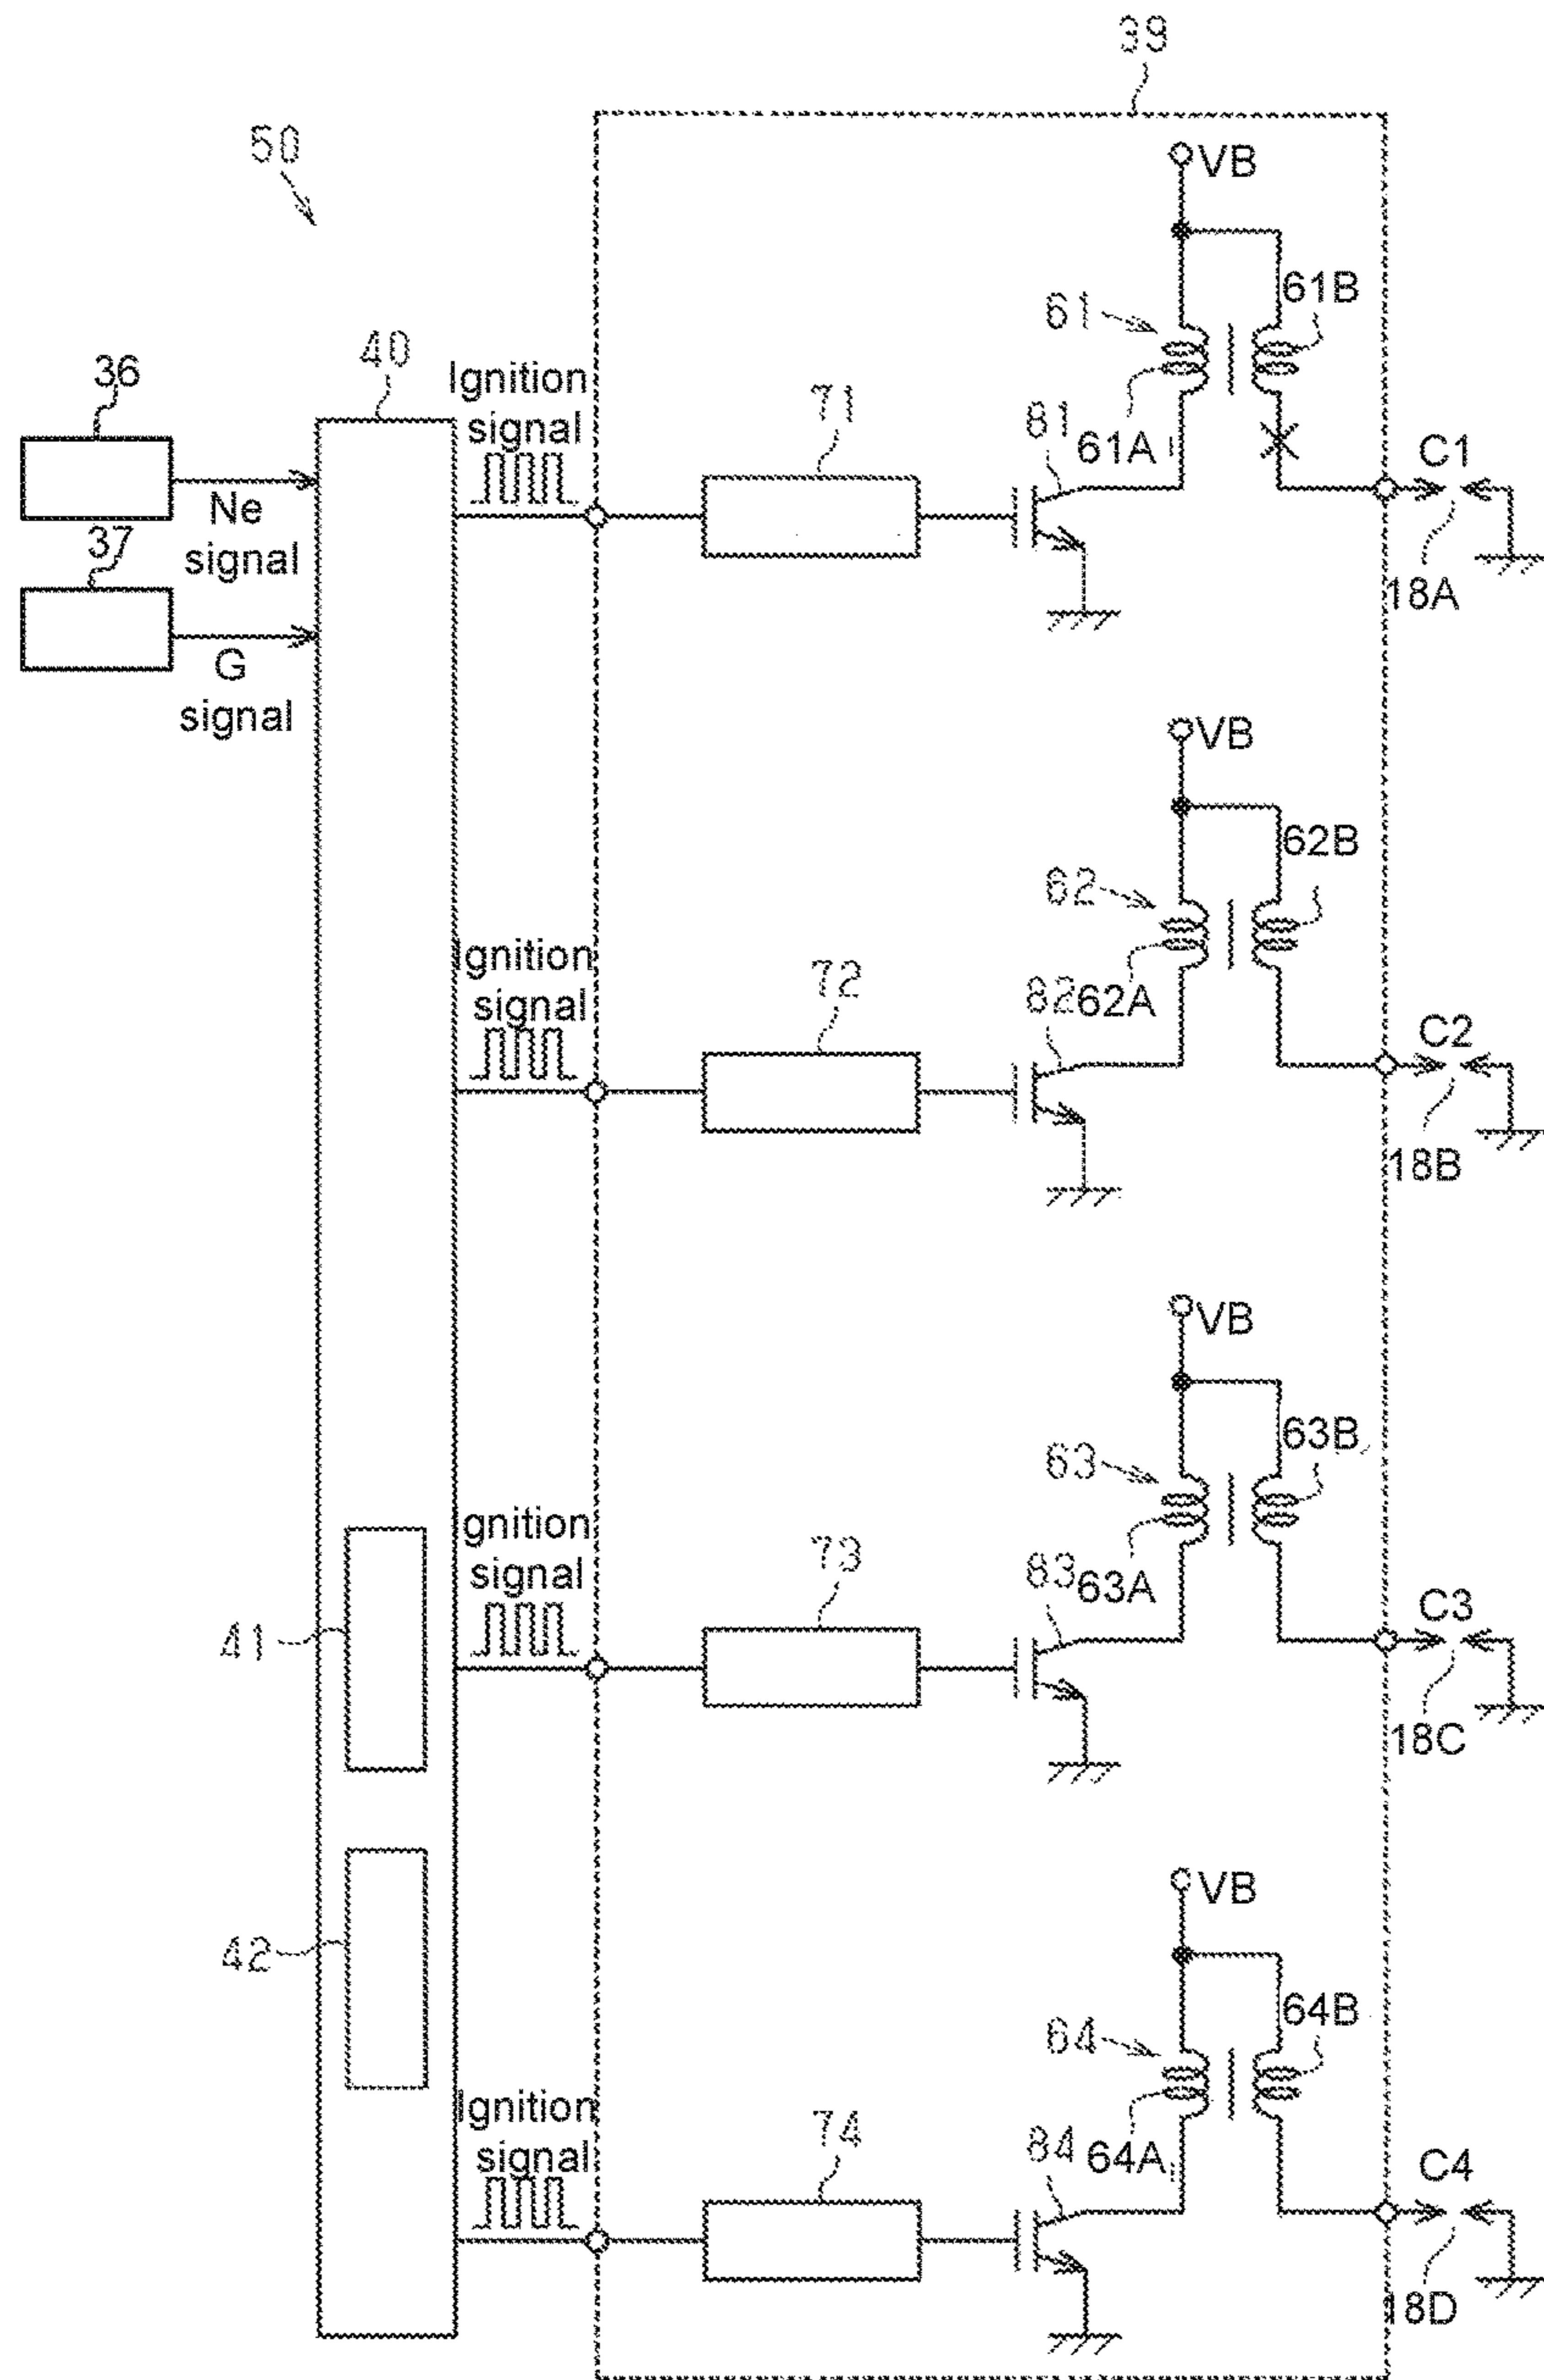 39
50
VB
61
61B
40
36
Ignition
signal
71
81
61A
C1
Ne
signal
37
18A
G
signal
VB
62B
62
Ignition
signal
72
82
62A
C2
18B
VB
63B
63
gnition
signal
73
83
63A
C3
41
18C
VB
42
64B
64
Ignition
signal
74
84
64A
C4
18D